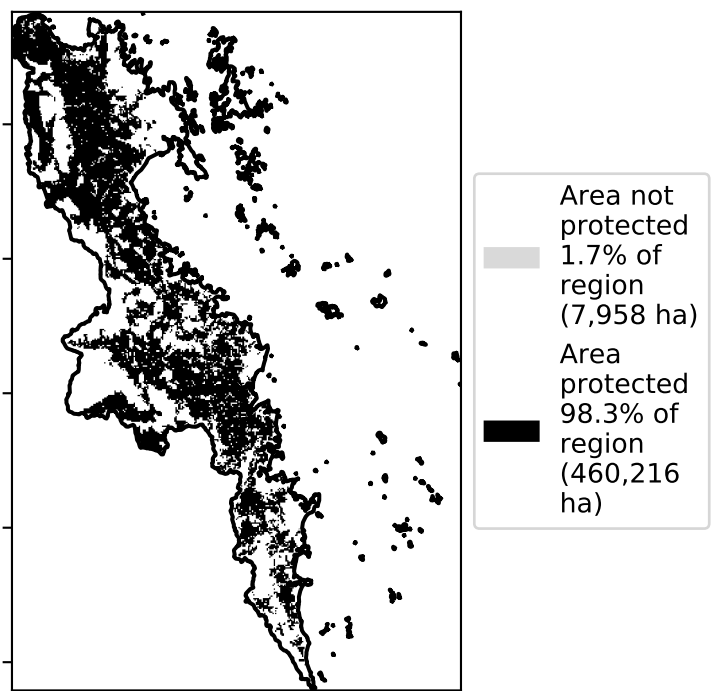 Area not
protected
1.7% of
region
(7,958 ha)
Area
protected
98.3% of
region
(460,216
ha)